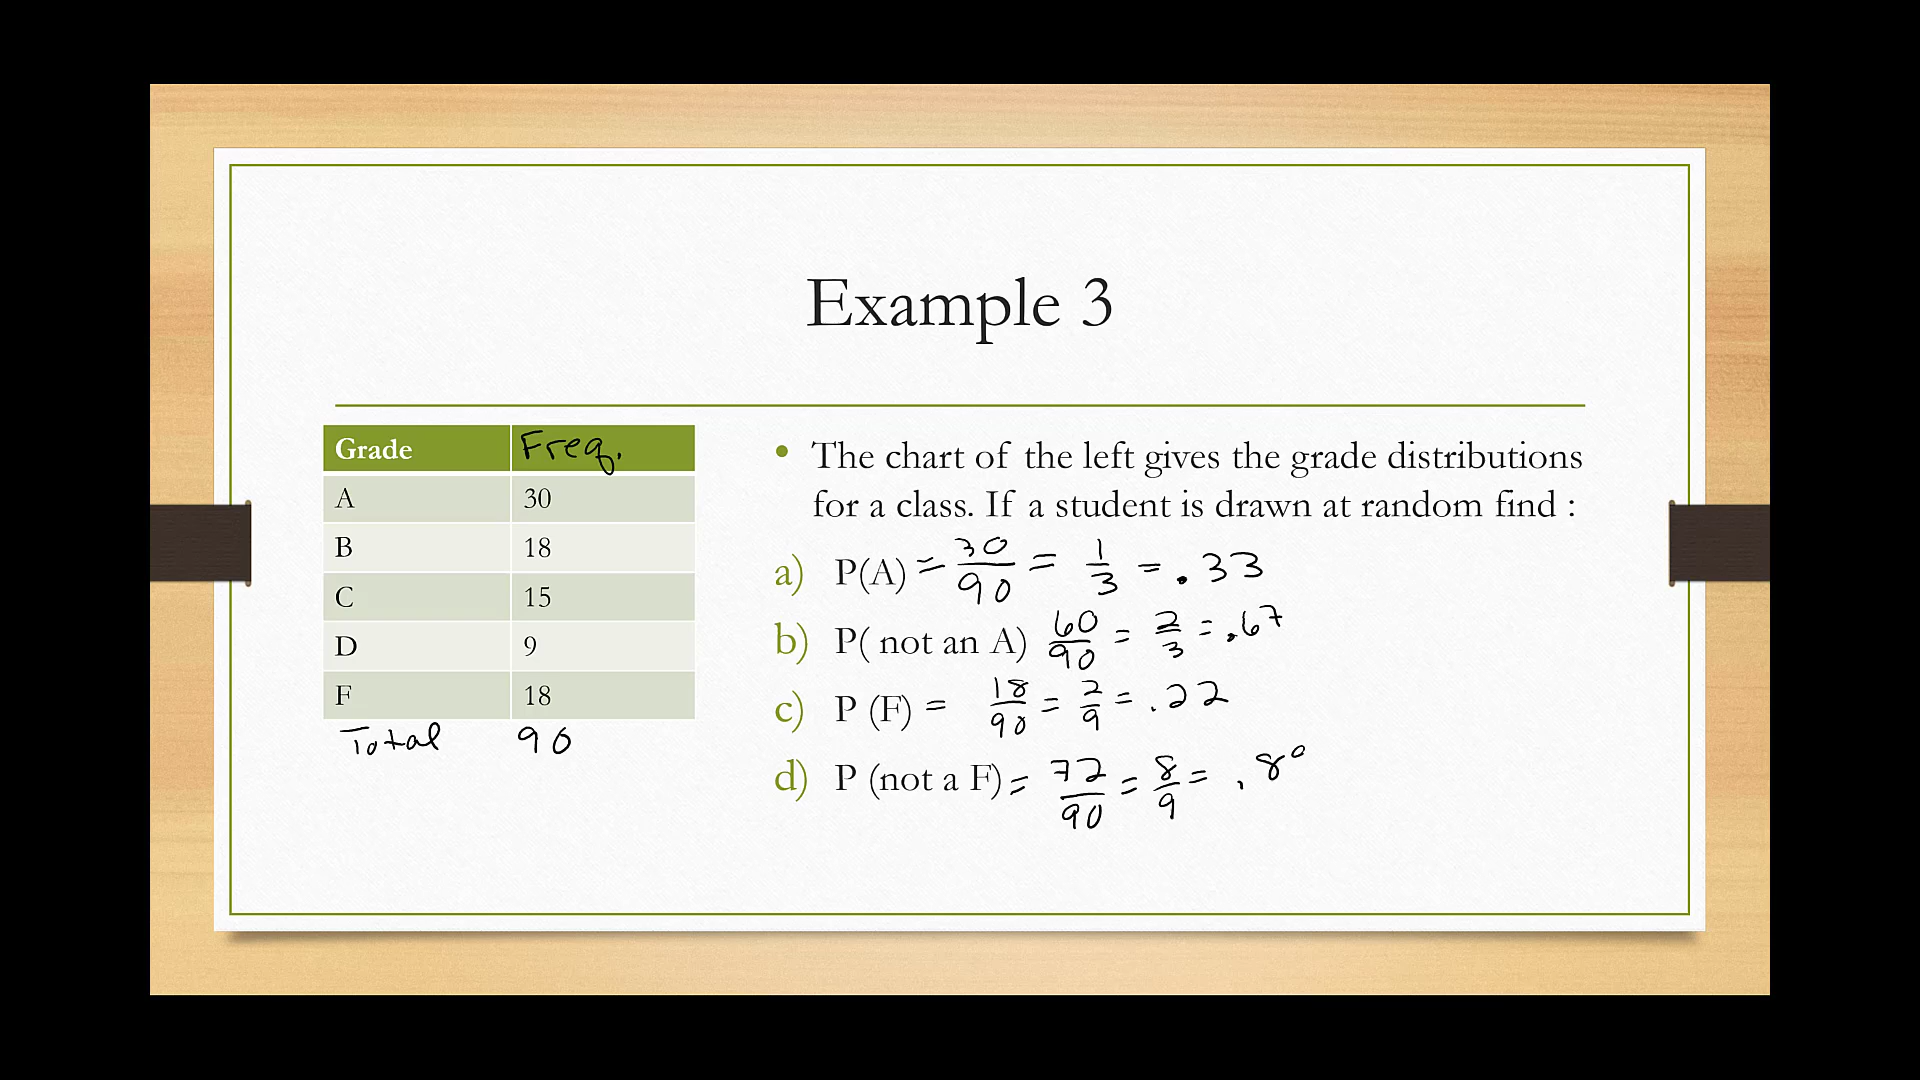 Example 3
Grade Freq.
A 30
B 18
C 15
D 9
F 18
Total 90
• The chart of the left gives the grade distributions
for a class. If a student is drawn at random find :
a) P(A) = 30/90 = 1/3 = .33
b) P( not an A) 60/90 = 2/3 = .67
c) P (F) = 18/90 = 2/9 = .22
d) P (not a F) = 72/90 = 8/9 = .80